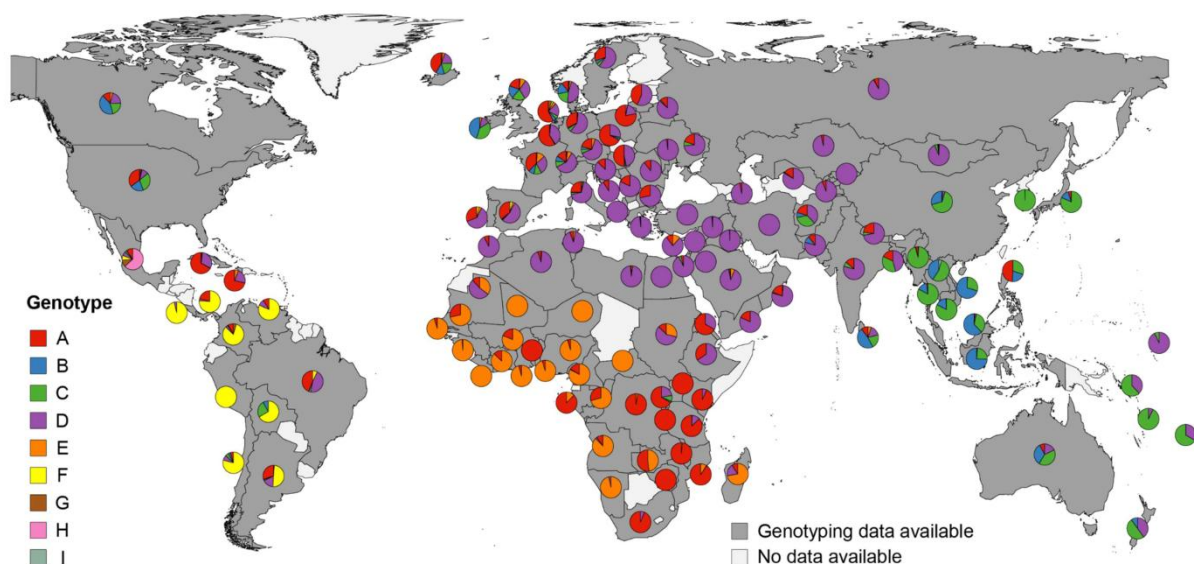 Genotype
A
B
C
D
E
F
G
H
I
Genotyping data available
No data available